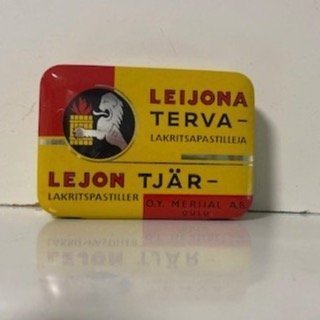 LEIJONA
TERVA-
LAKRITSAPASTILLEJA
LEJON TJÄR-
LAKRITSPASTILLER
O.Y. MERIJAL A.B.
OULU